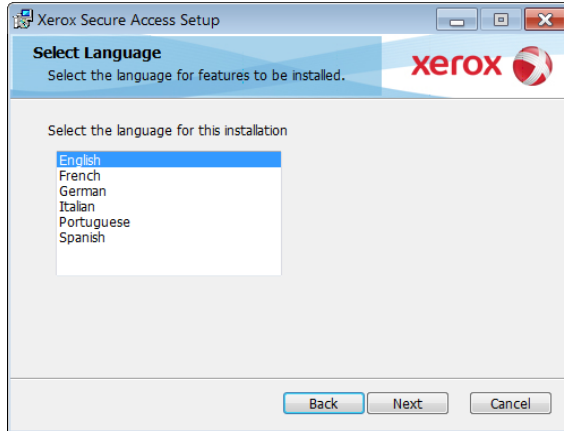 Xerox Secure Access Setup
Select Language
Select the language for features to be installed.
xerox
Select the language for this installation
English
French
German
Italian
Portuguese
Spanish
Back Next Cancel